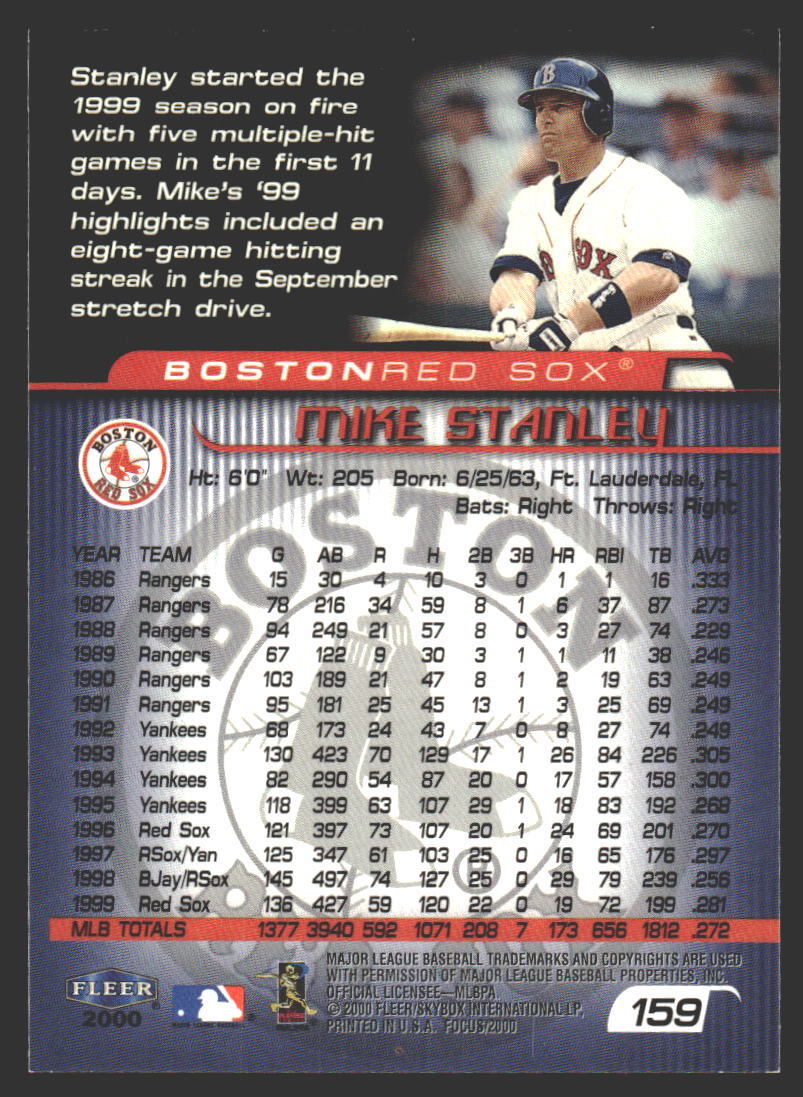 Stanley started the
1999 season on fire
with five multiple-hit
games in the first 11
days. Mike's '99
highlights included an
eight-game hitting
streak in the September
stretch drive.
B
SOX
BOSTON RED SOX®
MIKE STANLEY
BOSTON
RED SOX
Ht: 6'0" Wt: 205 Born: 6/25/63, Ft. Lauderdale, FL
Bats: Right Throws: Right
BOSTON
YEAR TEAM G AB R H 2B 3B HR RBI TB AVG
1986 Rangers 15 30 4 10 3 0 1 1 16 .333
1987 Rangers 78 216 34 59 8 1 6 37 87 .273
1988 Rangers 94 249 21 57 8 0 3 27 74 .229
1989 Rangers 67 122 9 30 3 1 1 11 38 .246
1990 Rangers 103 189 21 47 8 1 2 19 63 .249
1991 Rangers 95 181 25 45 13 1 3 25 69 .249
1992 Yankees 68 173 24 43 7 0 8 27 74 .249
1993 Yankees 130 423 70 129 17 1 26 84 226 .305
1994 Yankees 82 290 54 87 20 0 17 57 158 .300
1995 Yankees 118 399 63 107 29 1 18 83 192 .268
1996 Red Sox 121 397 73 107 20 1 24 69 201 .270
1997 RSox/Yan 125 347 61 103 25 0 16 65 176 .297
1998 BJay/RSox 145 497 74 127 25 0 29 79 239 .256
1999 Red Sox 136 427 59 120 22 0 19 72 199 .281
MLB TOTALS 1377 3940 592 1071 208 7 173 656 1812 .272
FLEER
2000
MAJOR LEAGUE BASEBALL TRADEMARKS AND COPYRIGHTS ARE USED
WITH PERMISSION OF MAJOR LEAGUE BASEBALL PROPERTIES, INC.
OFFICIAL LICENSEE—MLBPA
© 2000 FLEER/SKYBOX INTERNATIONAL LP,
PRINTED IN U.S.A. FOCUS/2000
159